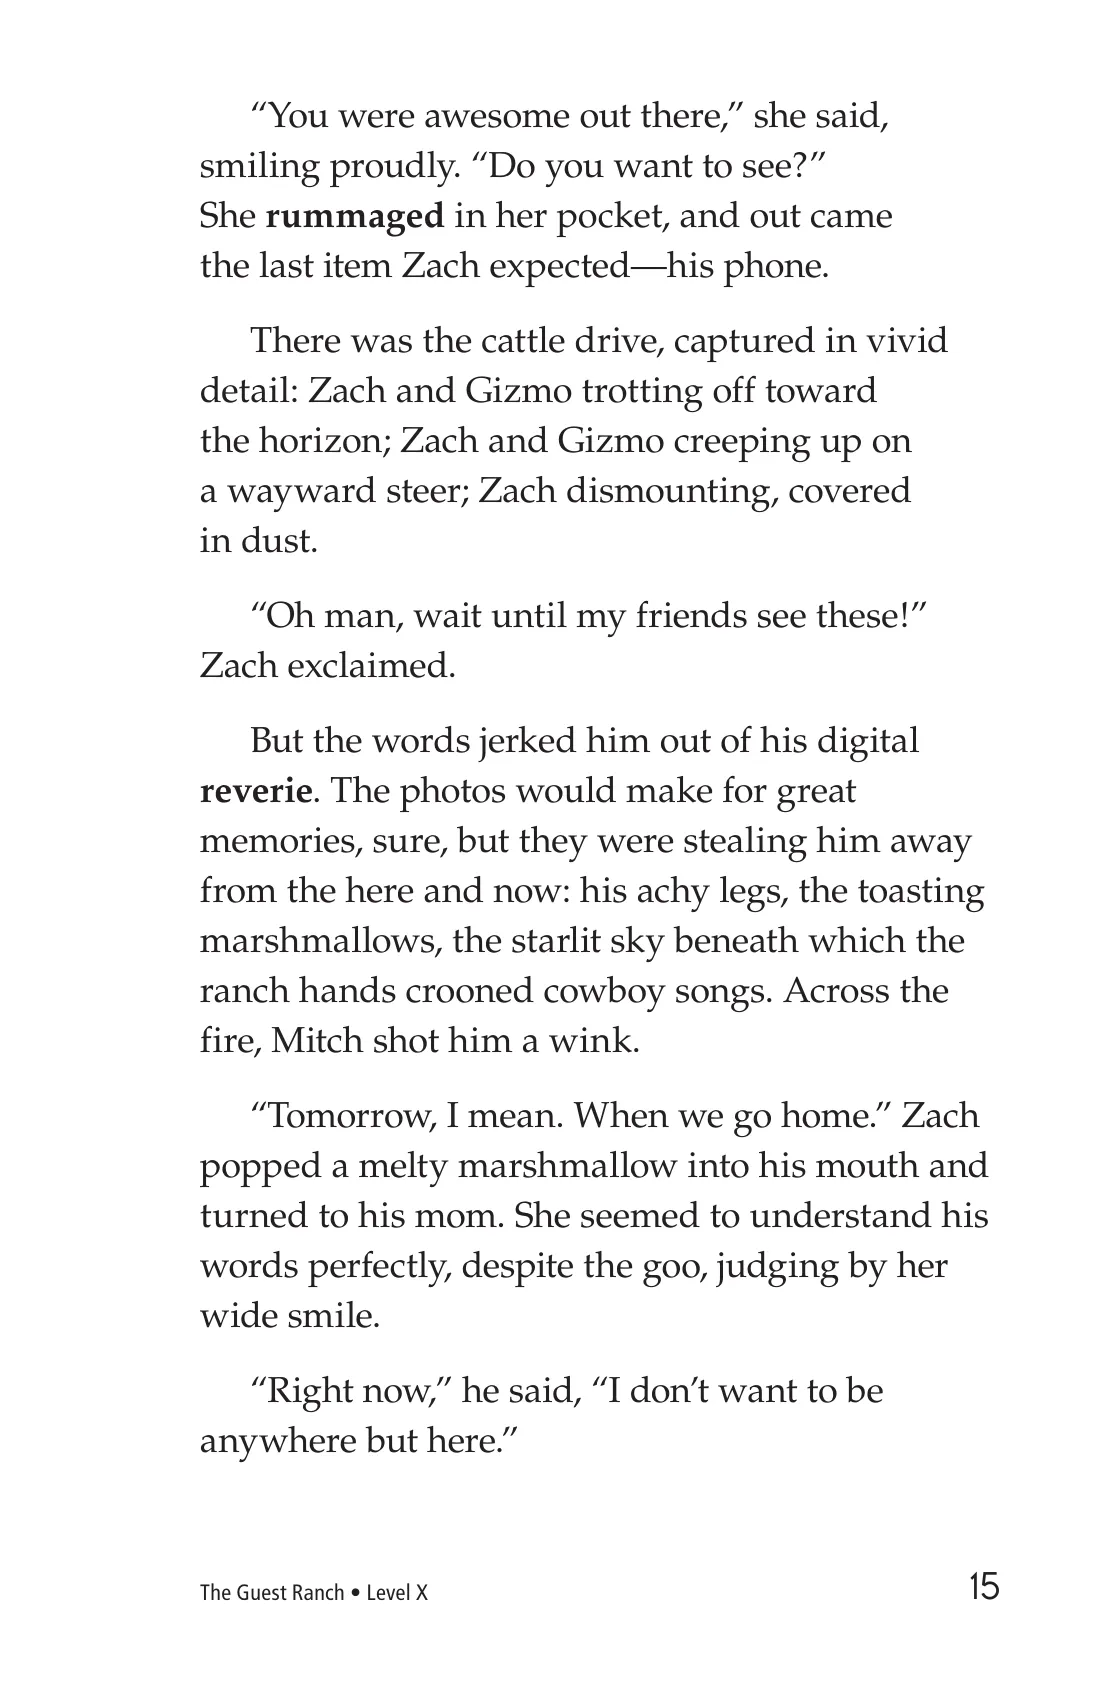 “You were awesome out there,” she said,
smiling proudly. “Do you want to see?”
She rummaged in her pocket, and out came
the last item Zach expected—his phone.
There was the cattle drive, captured in vivid
detail: Zach and Gizmo trotting off toward
the horizon; Zach and Gizmo creeping up on
a wayward steer; Zach dismounting, covered
in dust.
“Oh man, wait until my friends see these!”
Zach exclaimed.
But the words jerked him out of his digital
reverie. The photos would make for great
memories, sure, but they were stealing him away
from the here and now: his achy legs, the toasting
marshmallows, the starlit sky beneath which the
ranch hands crooned cowboy songs. Across the
fire, Mitch shot him a wink.
“Tomorrow, I mean. When we go home.” Zach
popped a melty marshmallow into his mouth and
turned to his mom. She seemed to understand his
words perfectly, despite the goo, judging by her
wide smile.
“Right now,” he said, “I don’t want to be
anywhere but here.”
The Guest Ranch • Level X 15